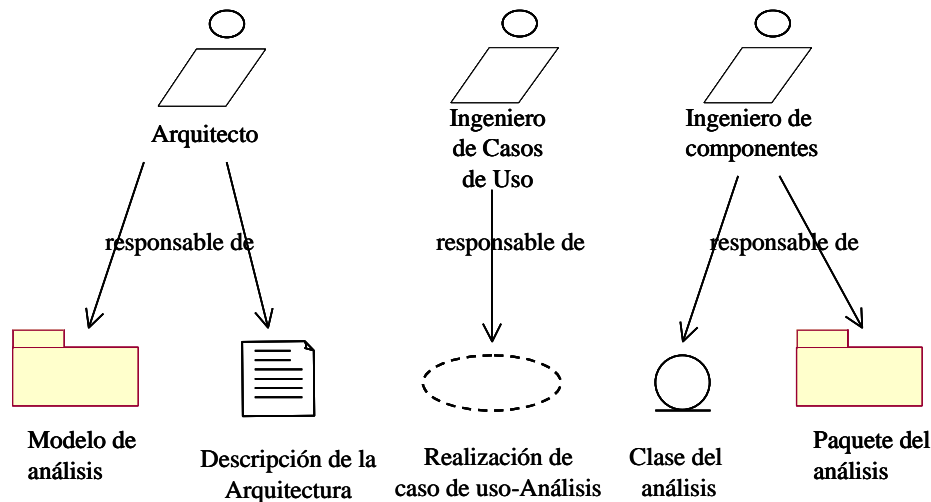 Arquitecto
Ingeniero
de Casos
de Uso
Ingeniero de
componentes
responsable de
responsable de
responsable de
Modelo de
análisis
Descripción de la
Arquitectura
Realización de
caso de uso-Análisis
Clase del
análisis
Paquete del
análisis